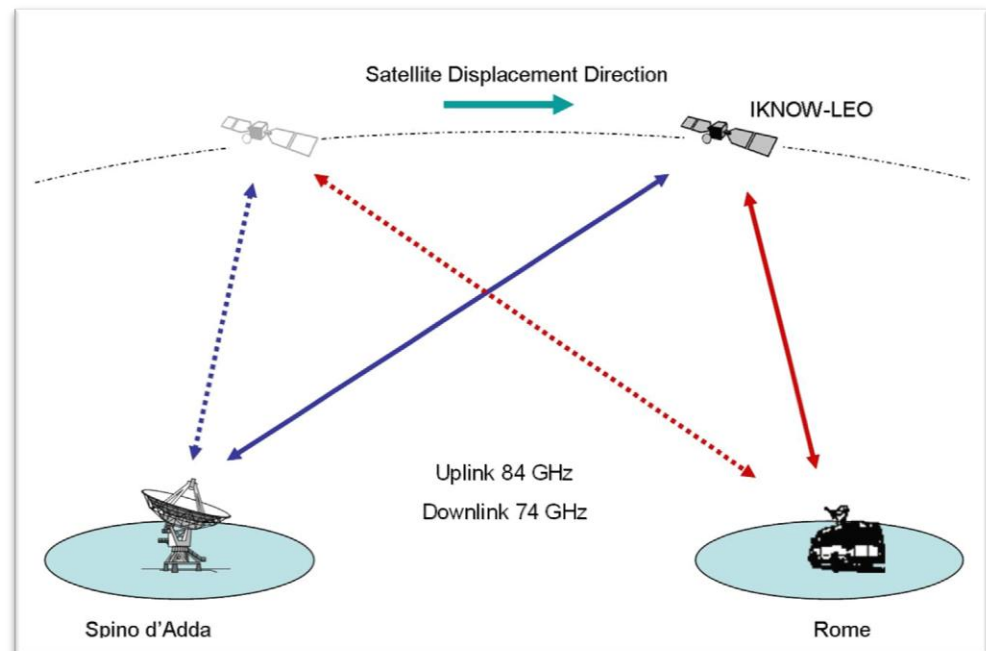 Satellite Displacement Direction
IKNOW-LEO
Uplink 84 GHz
Downlink 74 GHz
Spino d'Adda
Rome